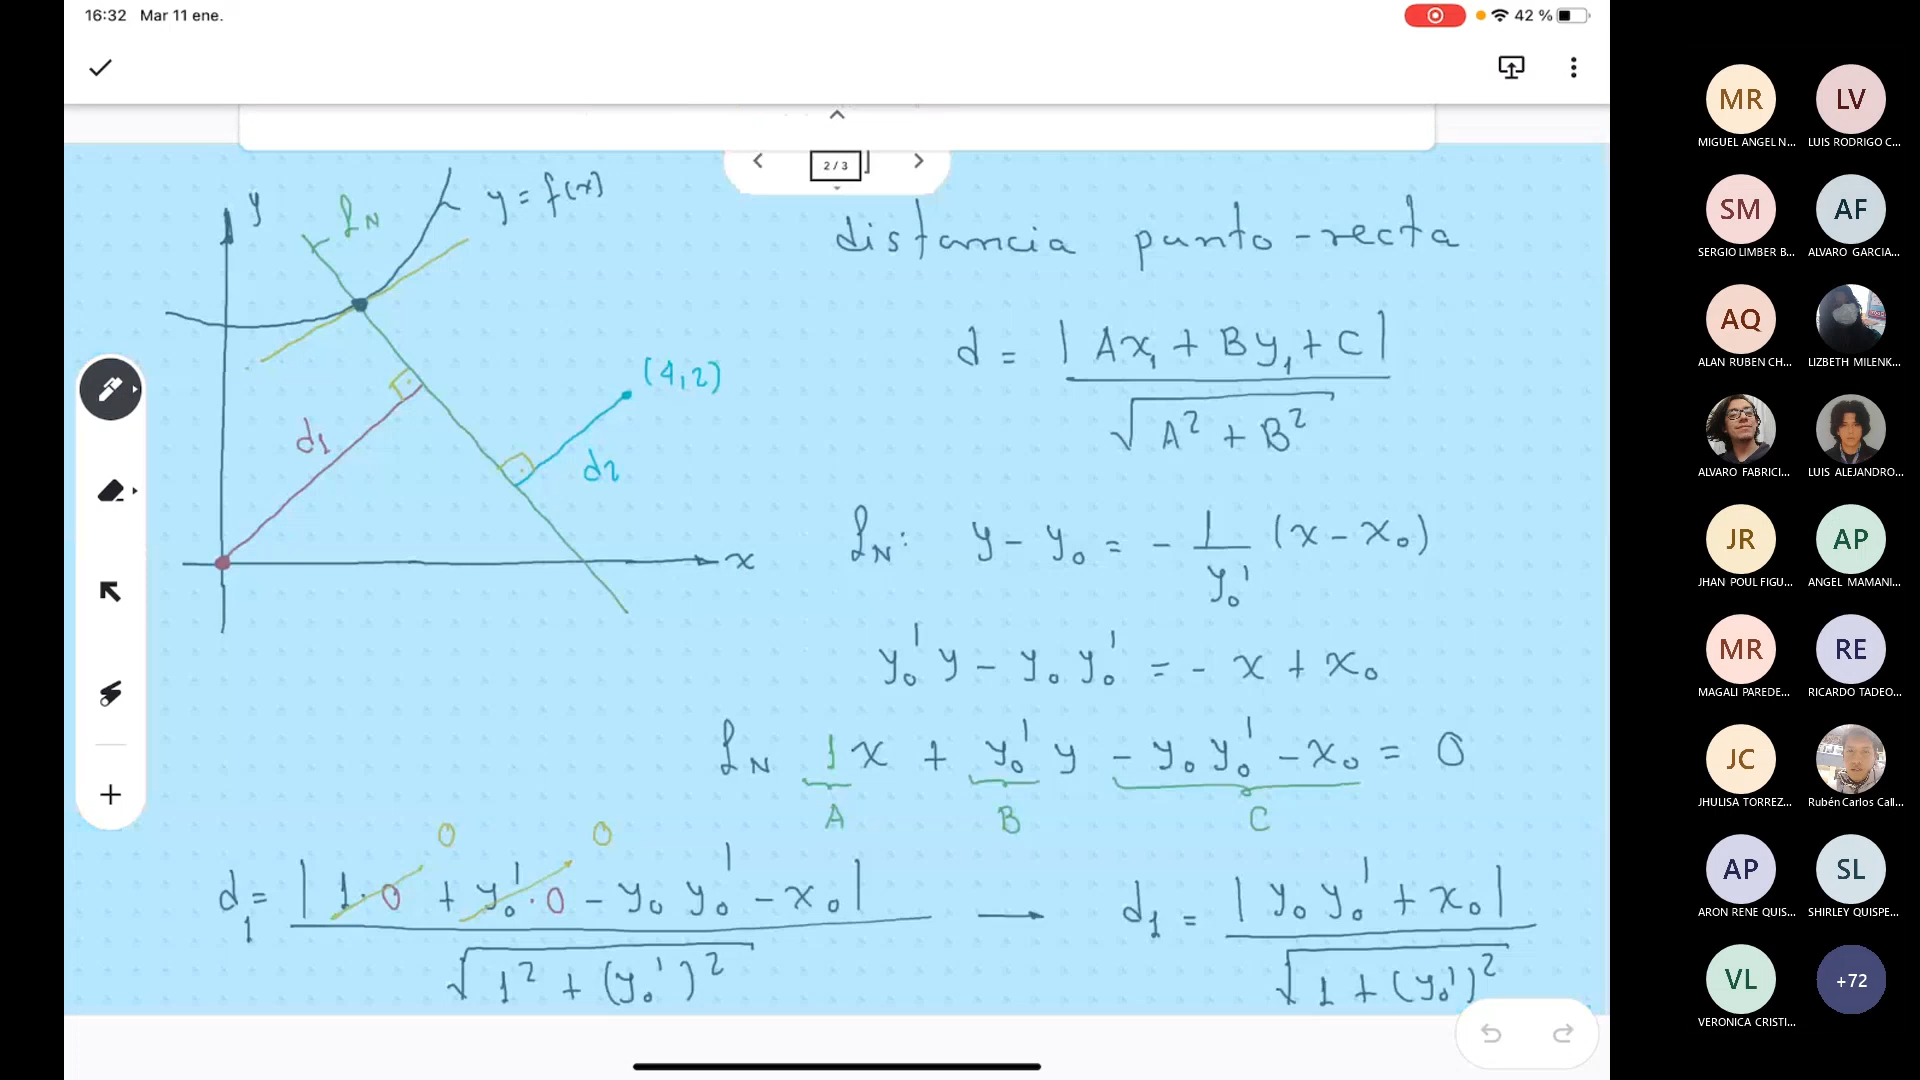 16:32 Mar 11 ene.
42 %
2 / 3
y
ℒN
y = f(x)
(4,2)
d1
d2
x
distancia punto-recta
d = |Ax₁ + By₁ + C| / √(A² + B²)
ℒN: y - y₀ = - 1/y₀' (x - x₀)
y₀'y - y₀y₀' = - x + x₀
ℒN 1x + y₀'y - y₀y₀' - x₀ = 0
A B C
0 0
d₁ = |1·0 + y₀'·0 - y₀y₀' - x₀| / √(1² + (y₀')²) → d₁ = |y₀y₀' + x₀| / √(1 + (y₀')²)
MR LV
MIGUEL ANGEL N... LUIS RODRIGO C...
SM AF
SERGIO LIMBER B... ALVARO GARCIA...
AQ
ALAN RUBEN CH... LIZBETH MILENK...
ALVARO FABRICI... LUIS ALEJANDRO...
JR AP
JHAN POUL FIGU... ANGEL MAMANI...
MR RE
MAGALI PAREDE... RICARDO TADEO...
JC
JHULISA TORREZ... Rubén Carlos Call...
AP SL
ARON RENE QUIS... SHIRLEY QUISPE...
VL +72
VERONICA CRISTI...